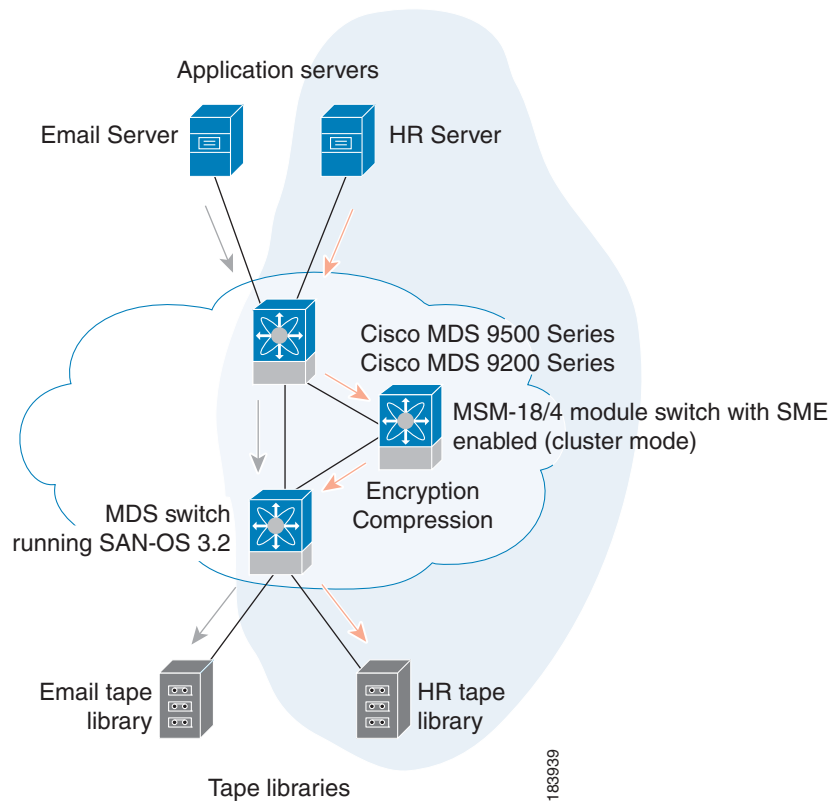 Application servers
Email Server
HR Server
Cisco MDS 9500 Series
Cisco MDS 9200 Series
MSM-18/4 module switch with SME
enabled (cluster mode)
Encryption
Compression
MDS switch
running SAN-OS 3.2
Email tape
library
HR tape
library
Tape libraries
183939